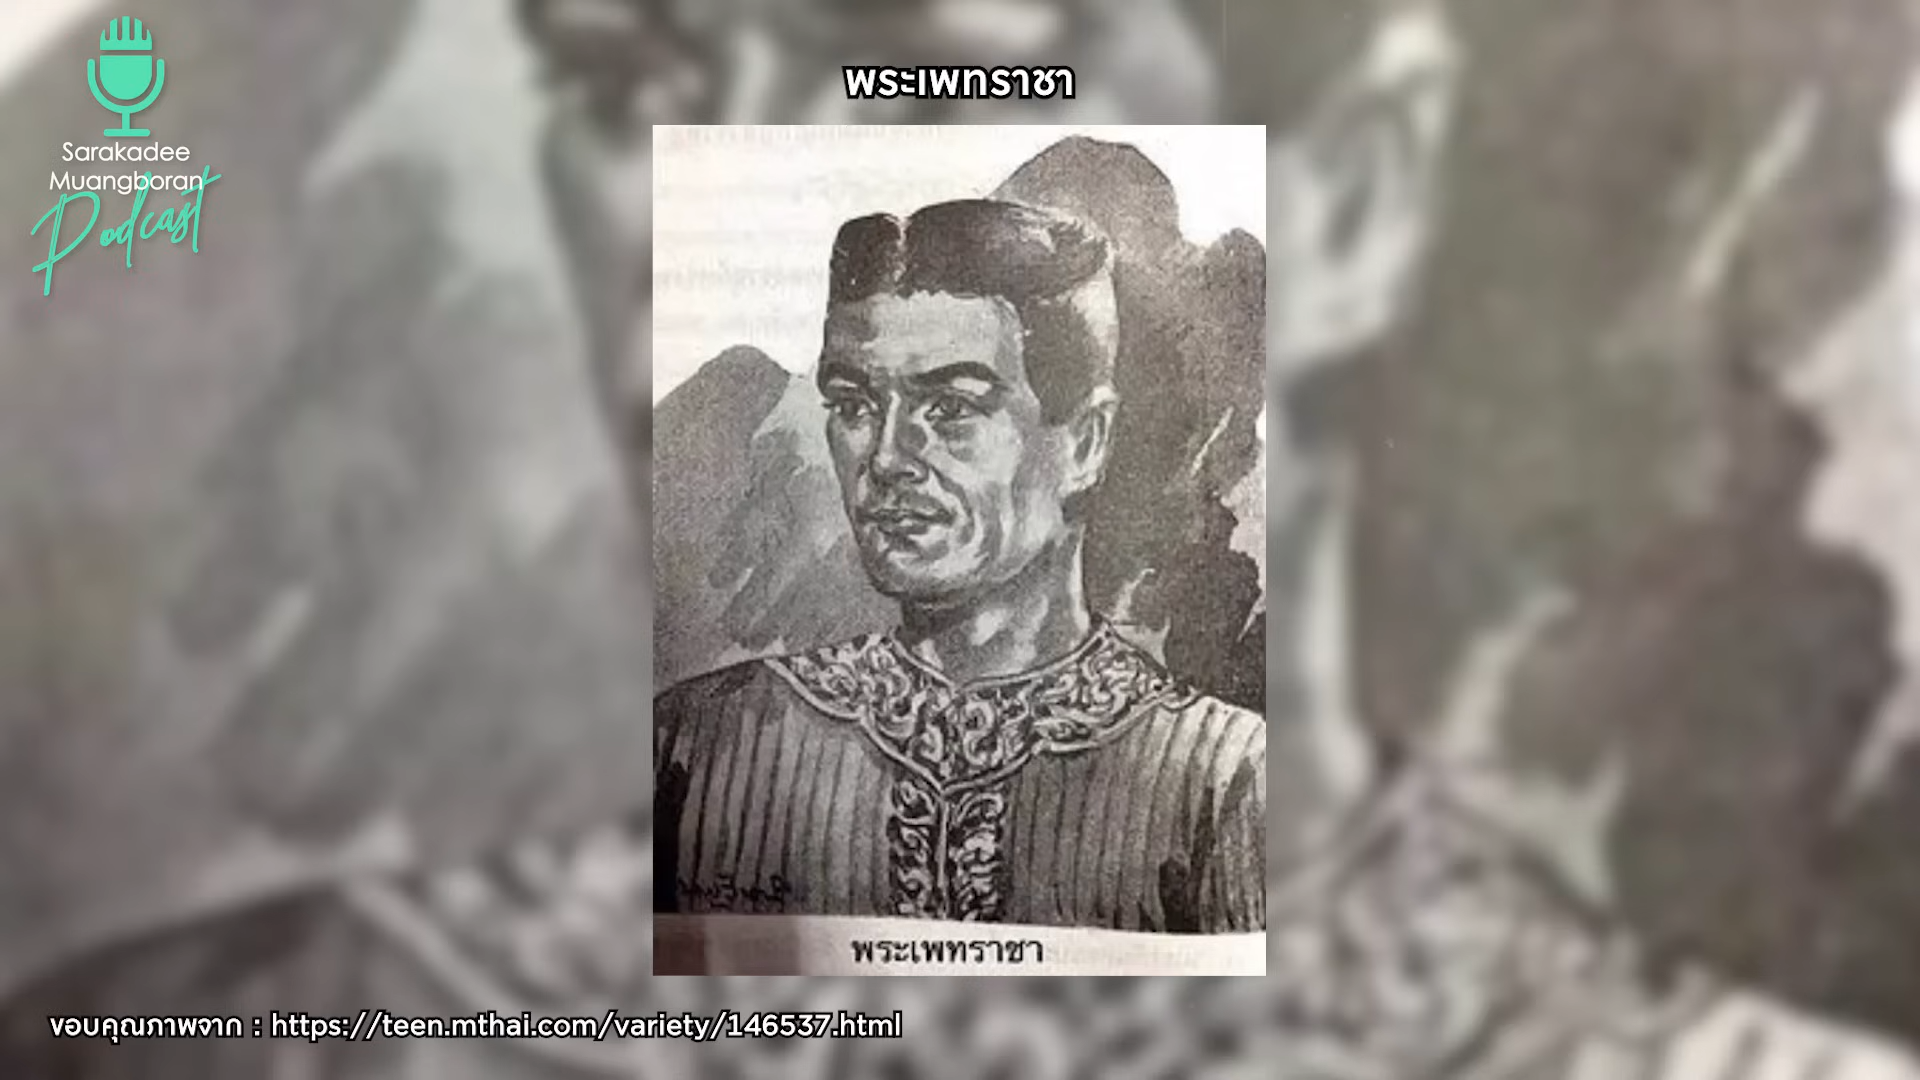 Sarakadee
Muangboran
Podcast
พระเพทราชา
พระเพทราชา
ขอบคุณภาพจาก : https://teen.mthai.com/variety/146537.html